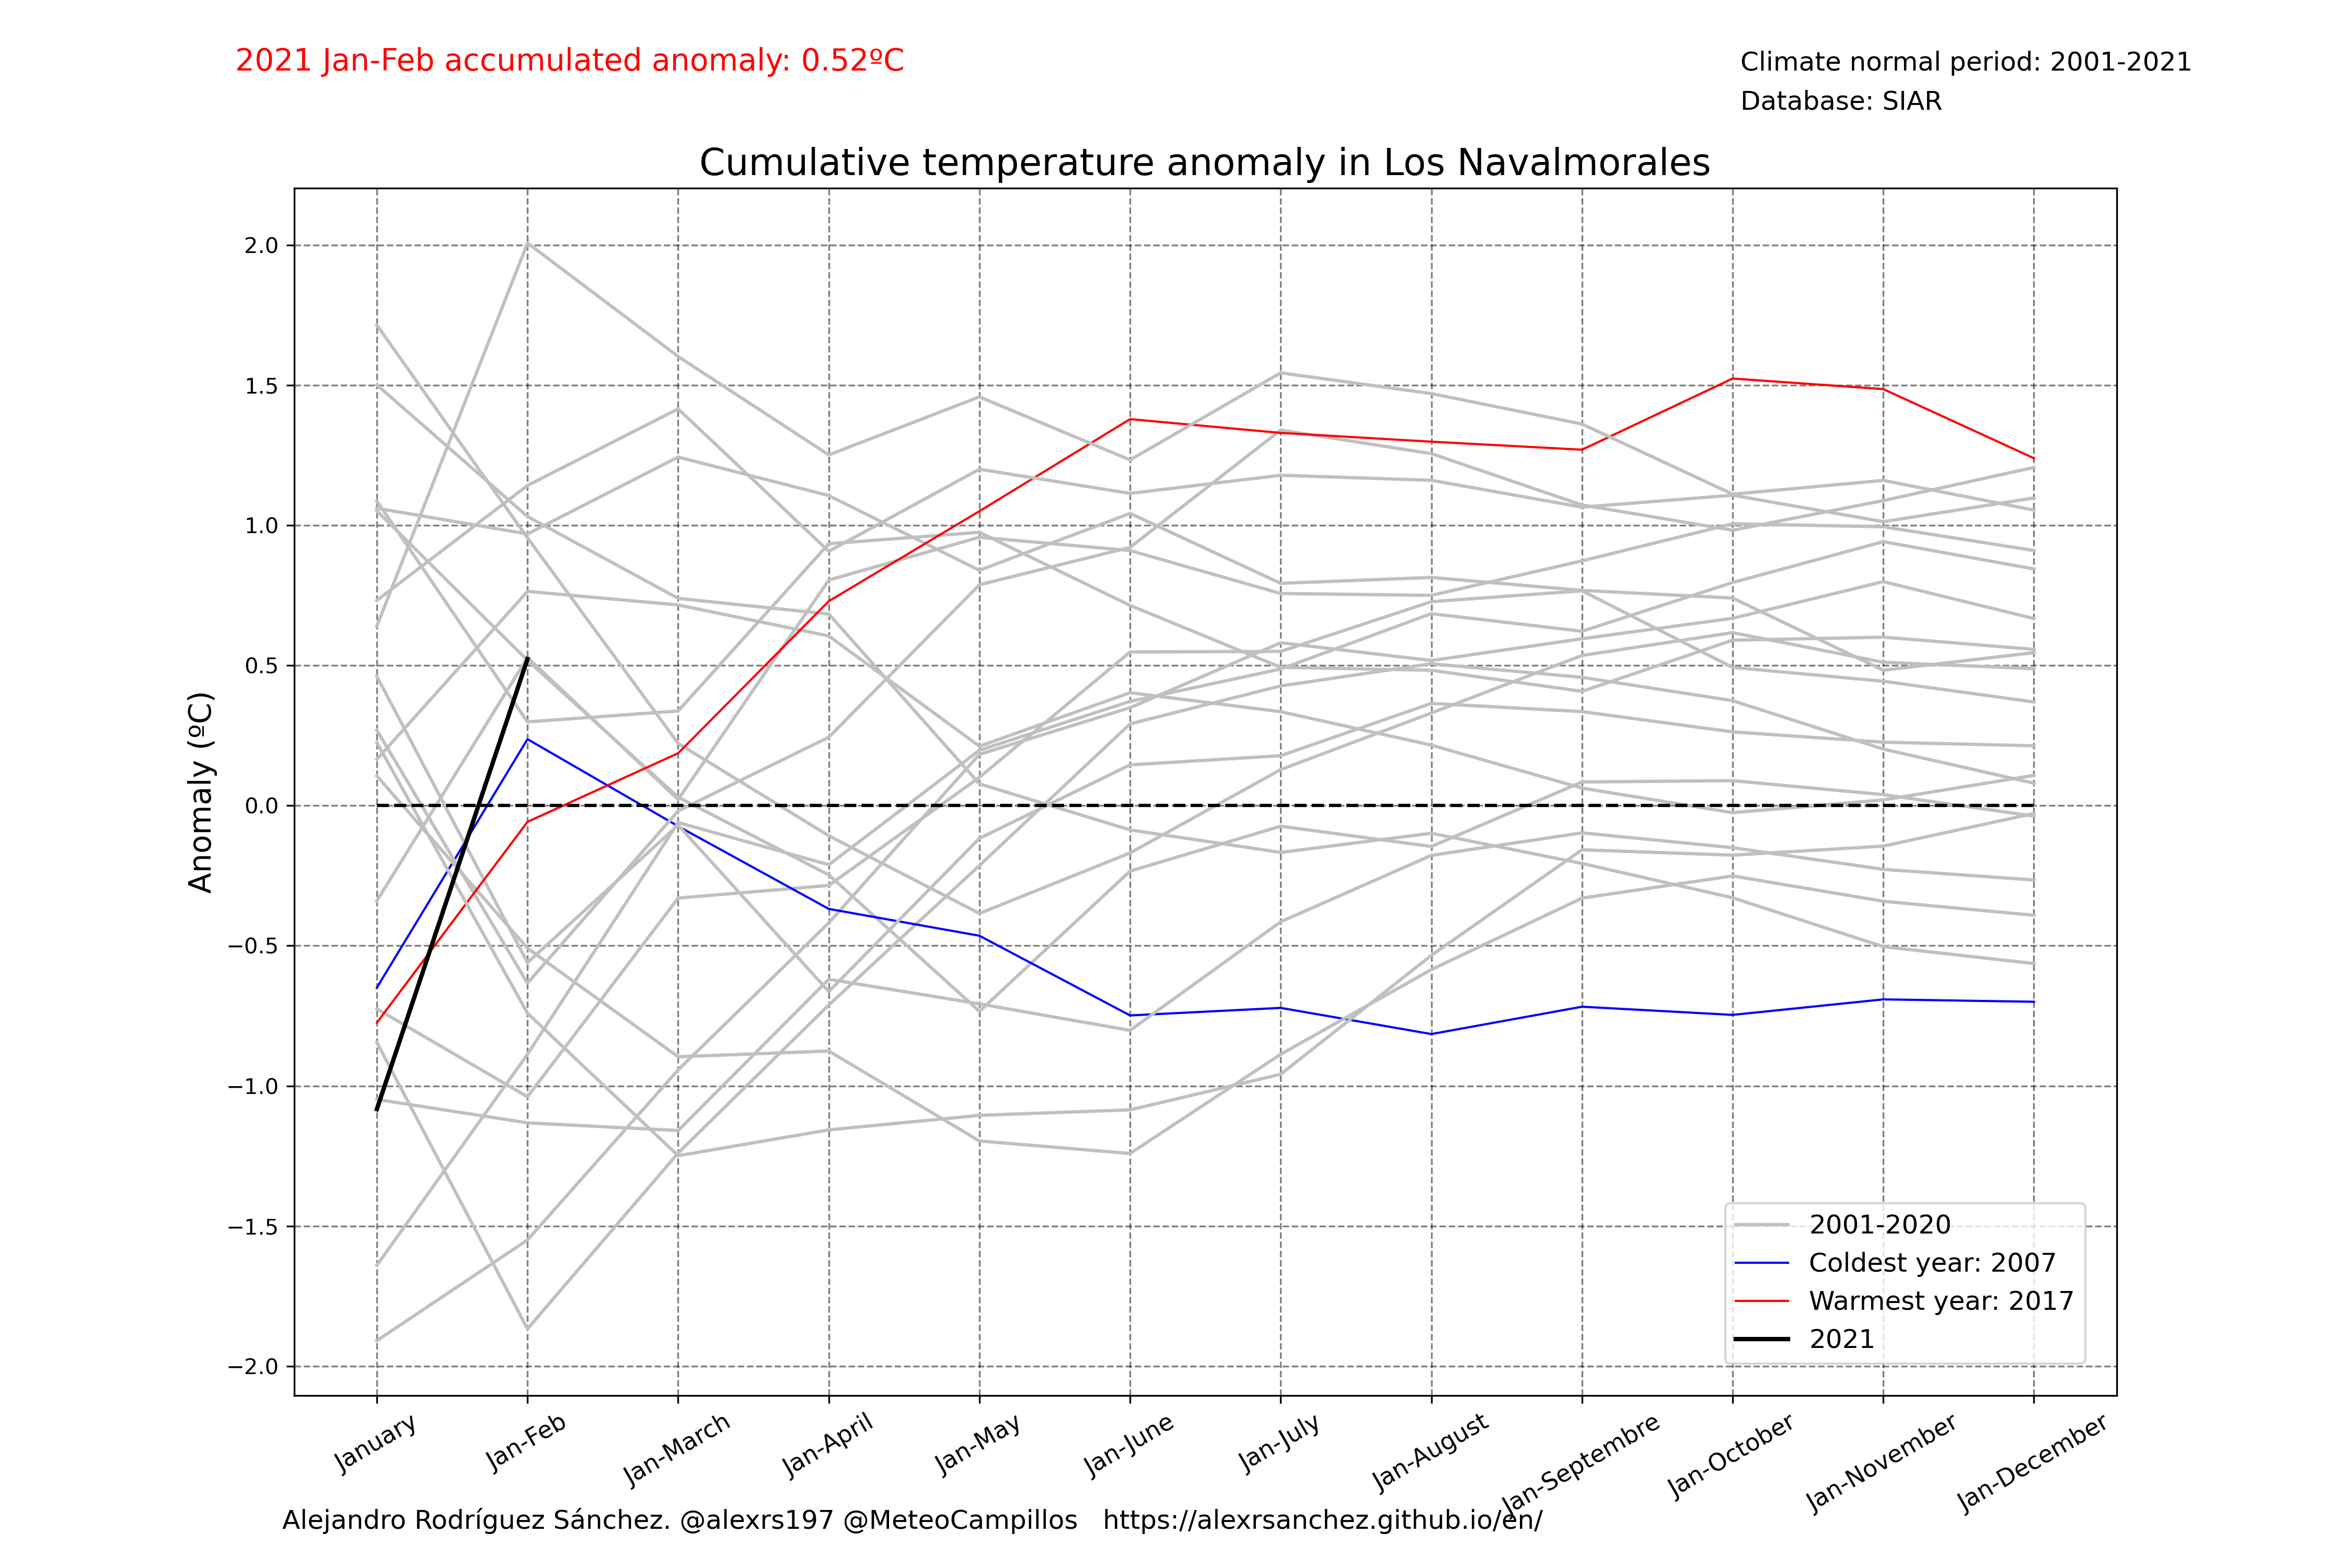 2021 Jan-Feb accumulated anomaly: 0.52ºC
Climate normal period: 2001-2021
Database: SIAR
Cumulative temperature anomaly in Los Navalmorales
Anomaly (ºC)
2.0
1.5
1.0
0.5
0.0
−0.5
−1.0
−1.5
−2.0
2001-2020
Coldest year: 2007
Warmest year: 2017
2021
January
Jan-Feb
Jan-March
Jan-April
Jan-May
Jan-June
Jan-July
Jan-August
Jan-Septembre
Jan-October
Jan-November
Jan-December
Alejandro Rodríguez Sánchez. @alexrs197 @MeteoCampillos https://alexrsanchez.github.io/en/